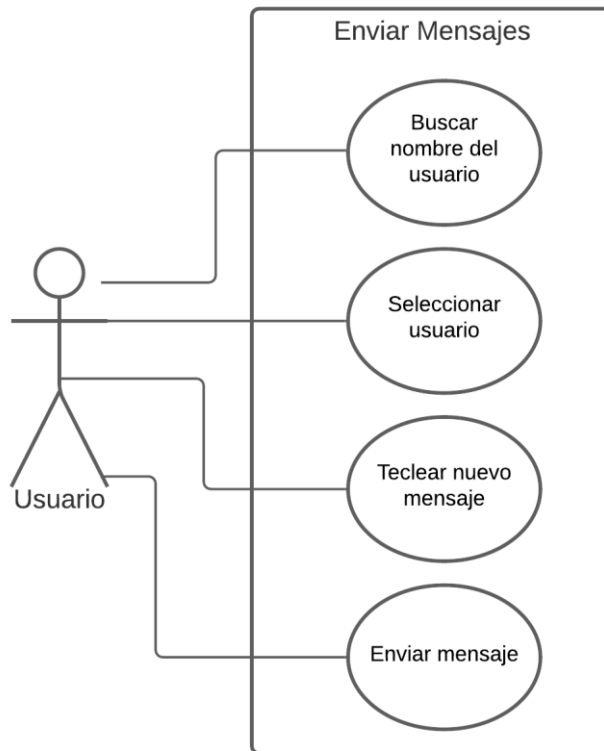 Enviar Mensajes
Buscar
nombre del
usuario
Seleccionar
usuario
Teclear nuevo
mensaje
Usuario
Enviar mensaje